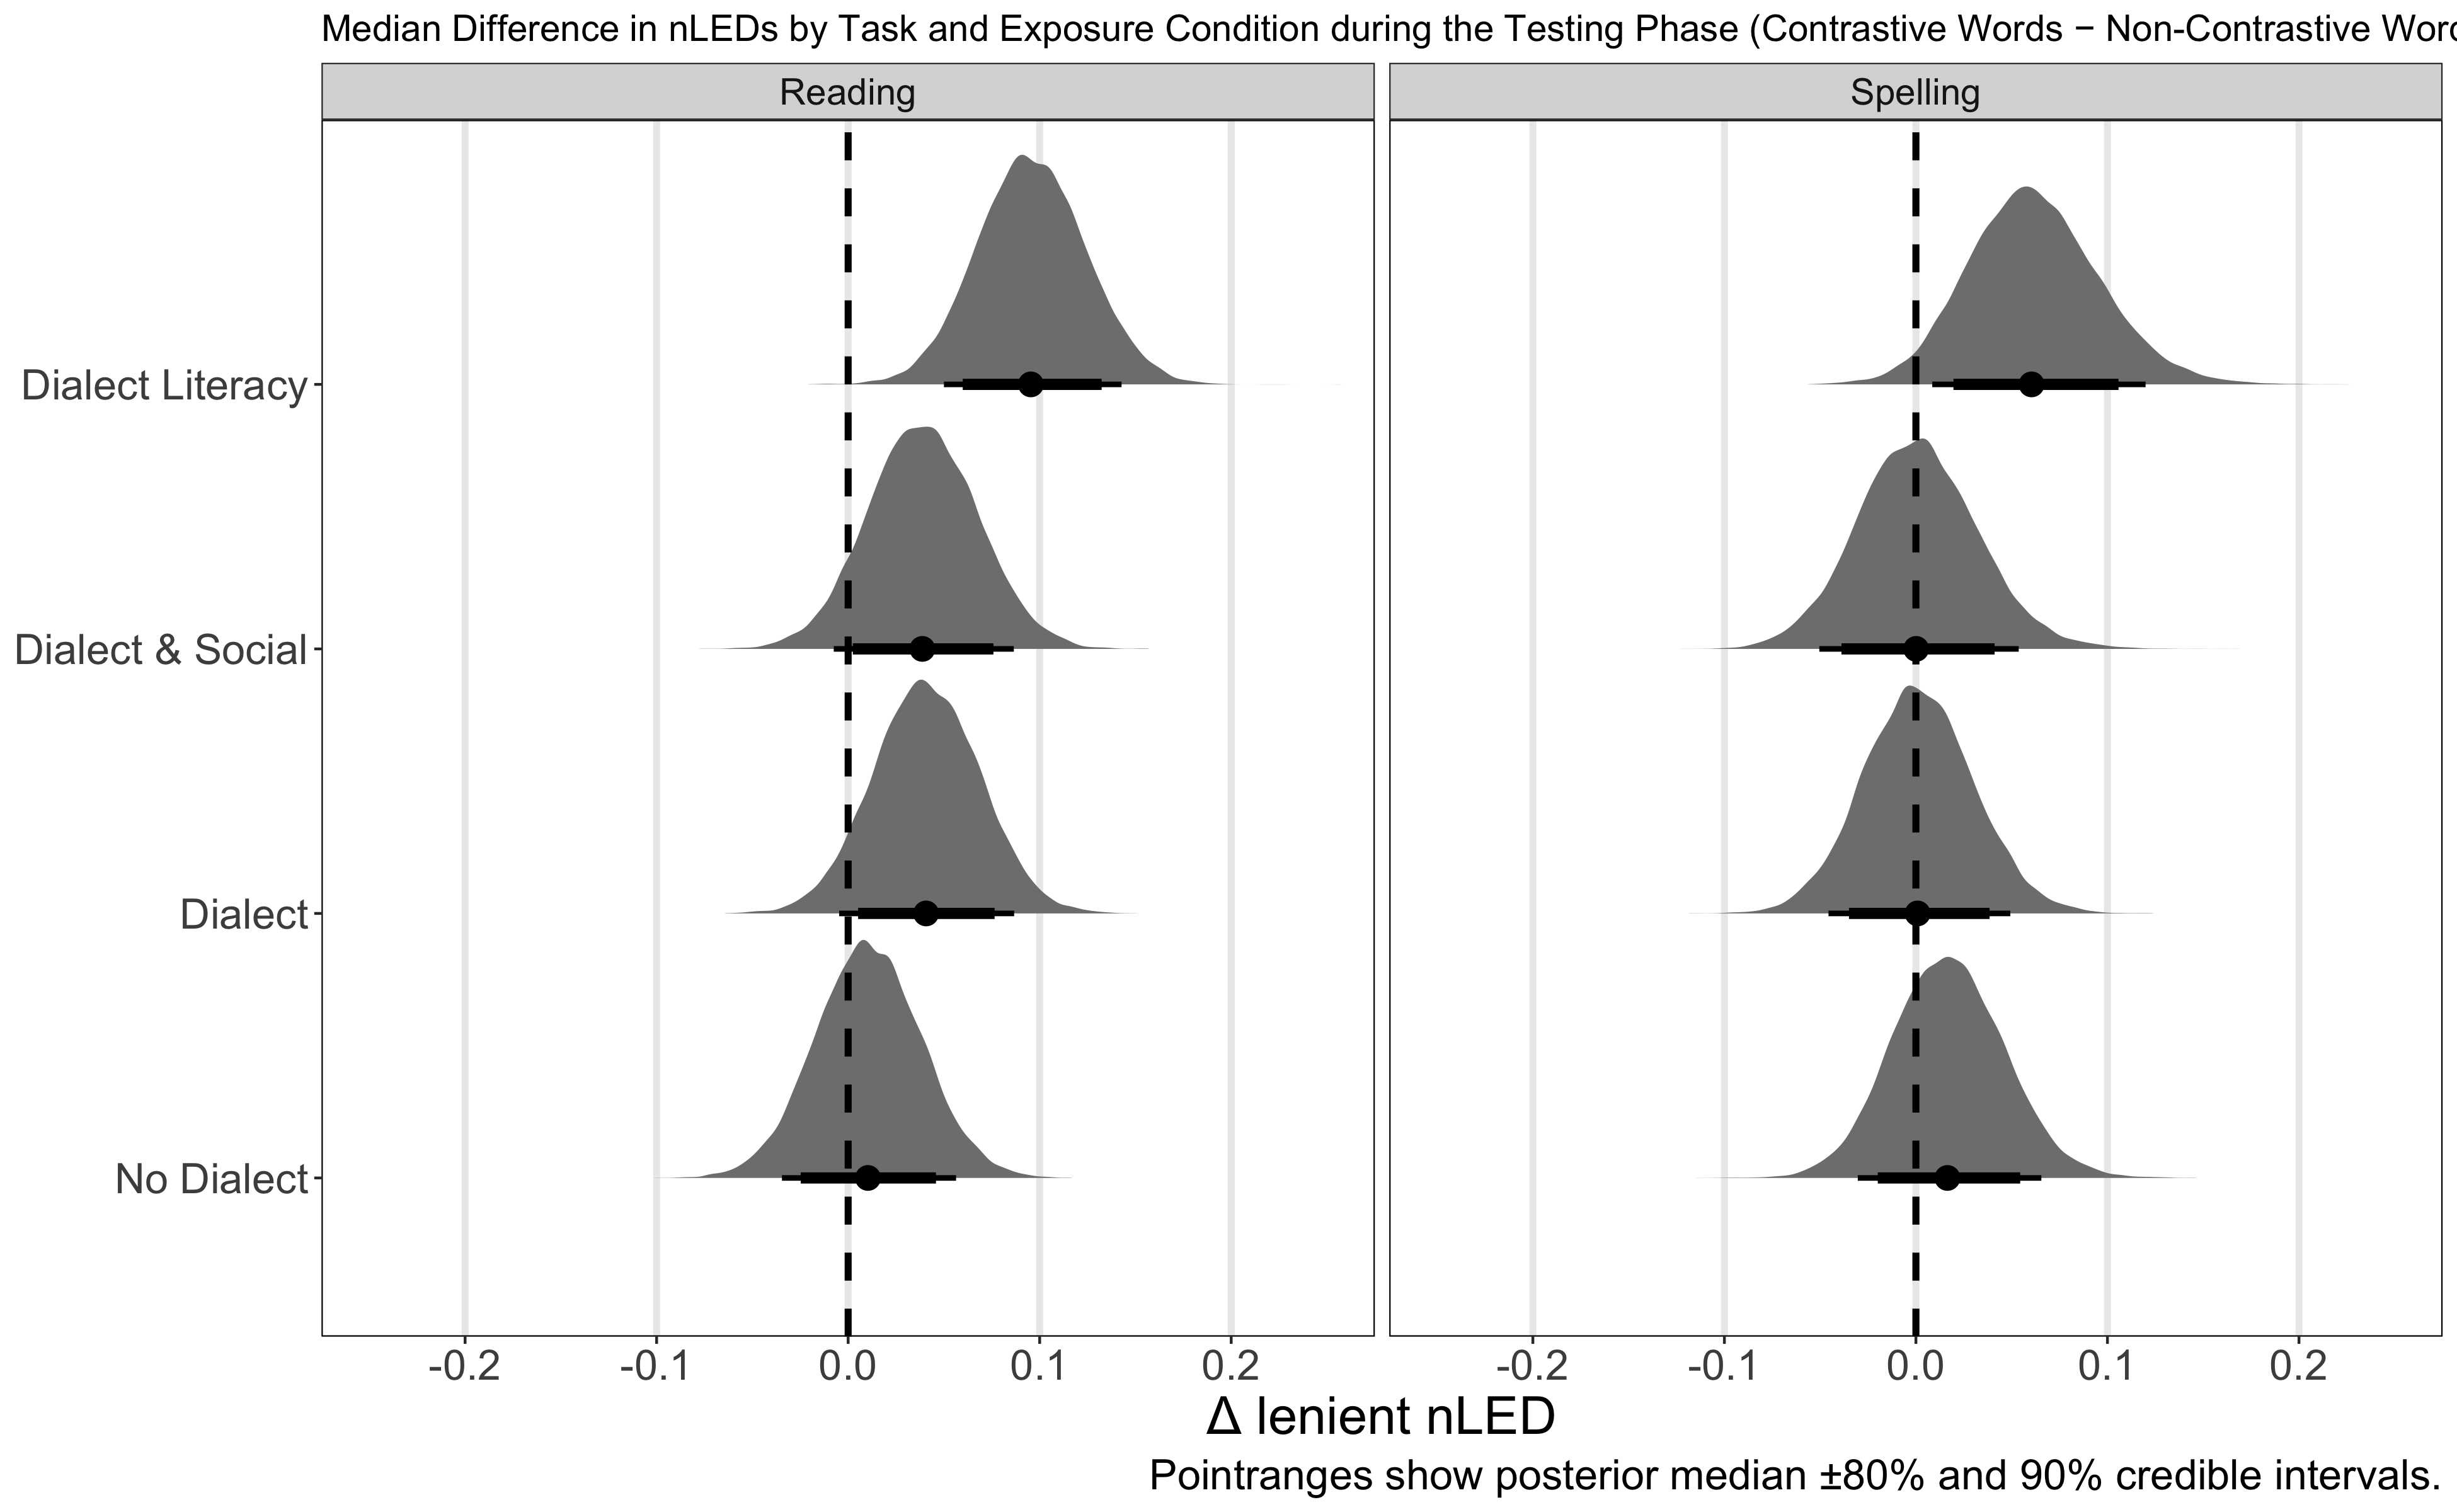 Median Difference in nLEDs by Task and Exposure Condition during the Testing Phase (Contrastive Words − Non-Contrastive Word
Reading
Spelling
Dialect Literacy
Dialect & Social
Dialect
No Dialect
-0.2 -0.1 0.0 0.1 0.2
-0.2 -0.1 0.0 0.1 0.2
Δ lenient nLED
Pointranges show posterior median ±80% and 90% credible intervals.